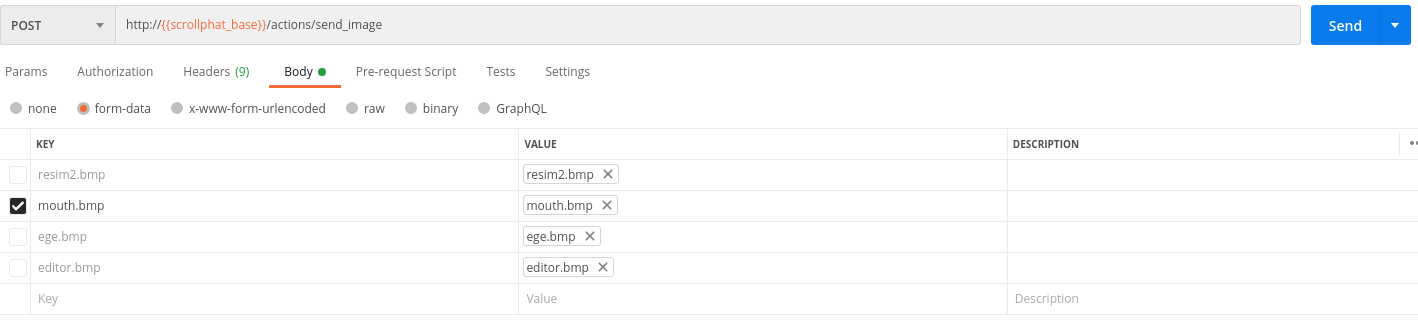 POST http://{{scrollphat_base}}/actions/send_image Send
Params Authorization Headers (9) Body Pre-request Script Tests Settings
none form-data x-www-form-urlencoded raw binary GraphQL
KEY VALUE DESCRIPTION
resim2.bmp resim2.bmp
mouth.bmp mouth.bmp
ege.bmp ege.bmp
editor.bmp editor.bmp
Key Value Description